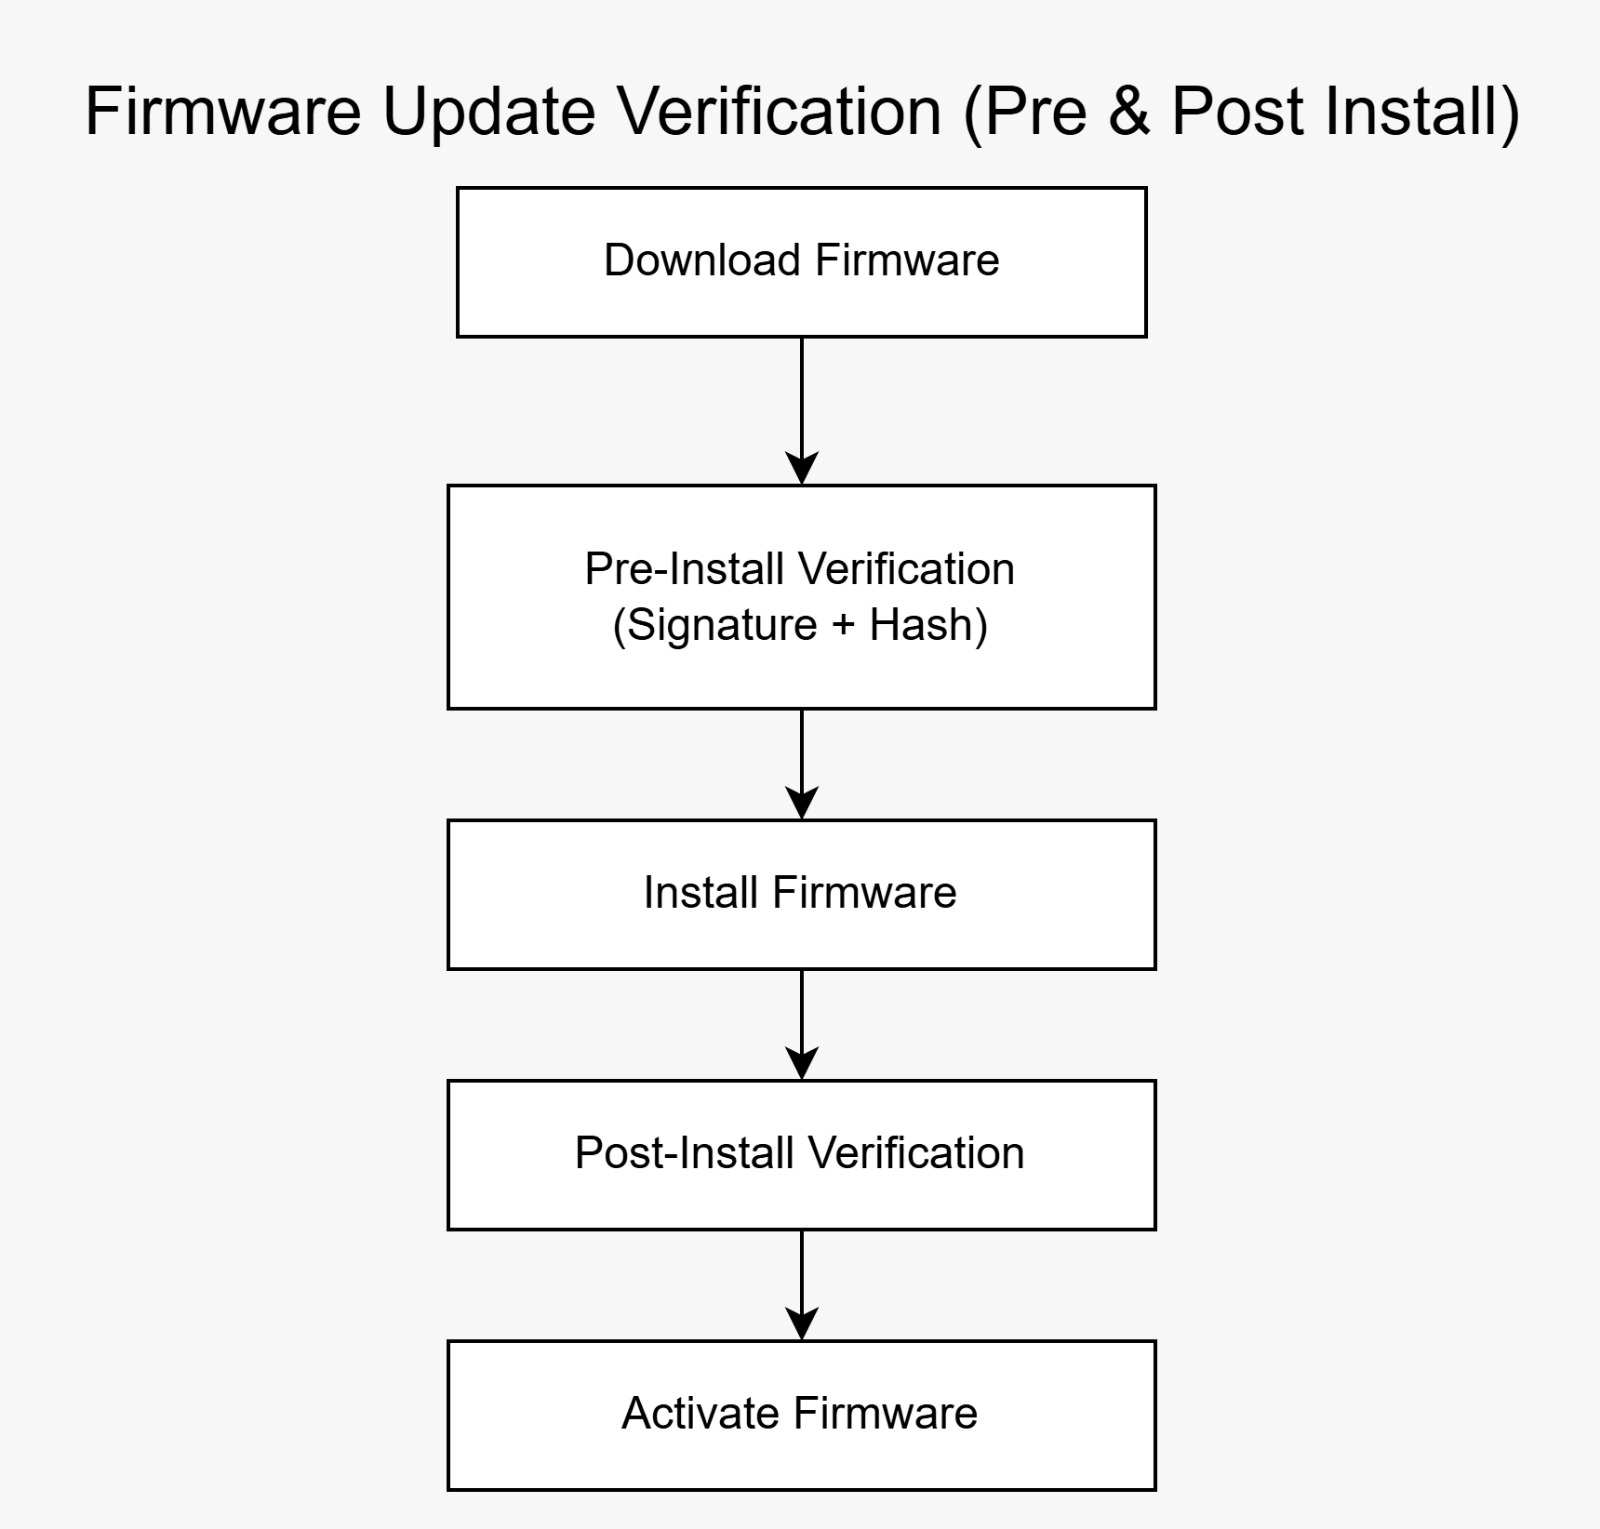 Firmware Update Verification (Pre & Post Install)
Download Firmware
Pre-Install Verification
(Signature + Hash)
Install Firmware
Post-Install Verification
Activate Firmware